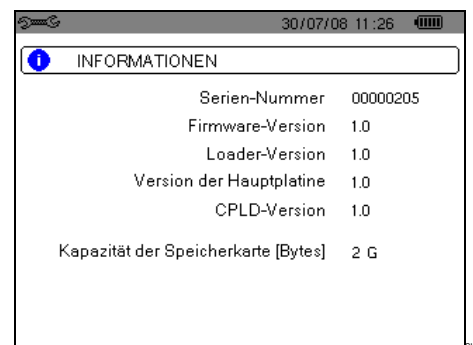 30/07/08 11:26
INFORMATIONEN
Serien-Nummer 00000205
Firmware-Version 1.0
Loader-Version 1.0
Version der Hauptplatine 1.0
CPLD-Version 1.0
Kapazität der Speicherkarte [Bytes] 2 G